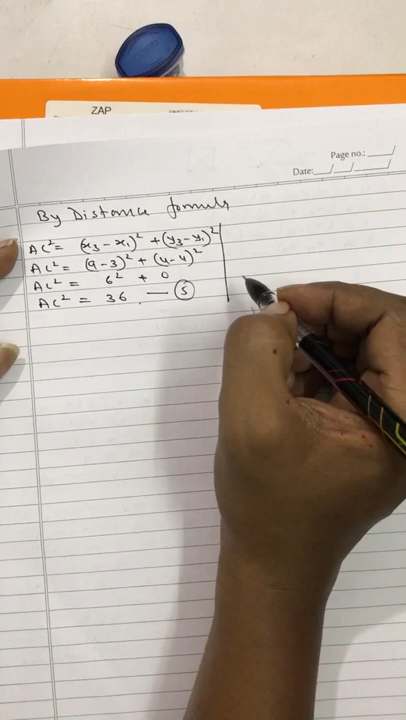 ZAP
Page no.:
Date:
By Distance formula
AC² = (x₃ - x₁)² + (y₃ - y₁)²
AC² = (9 - 3)² + (4 - 4)²
AC² = 6² + 0
AC² = 36. — ⑤